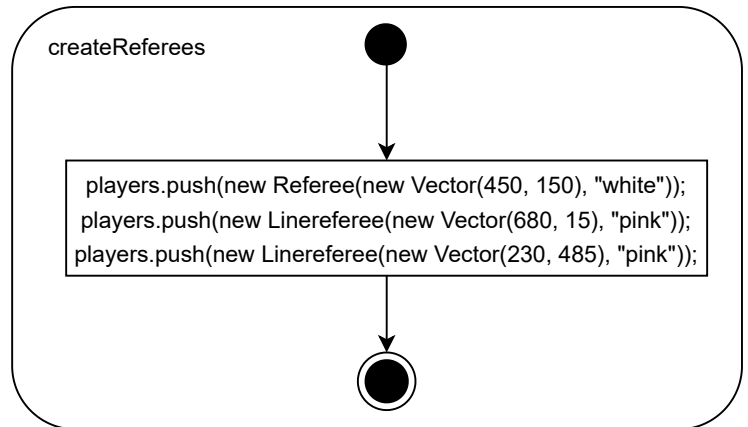 createReferees
players.push(new Referee(new Vector(450, 150), "white"));
players.push(new Linereferee(new Vector(680, 15), "pink"));
players.push(new Linereferee(new Vector(230, 485), "pink"));